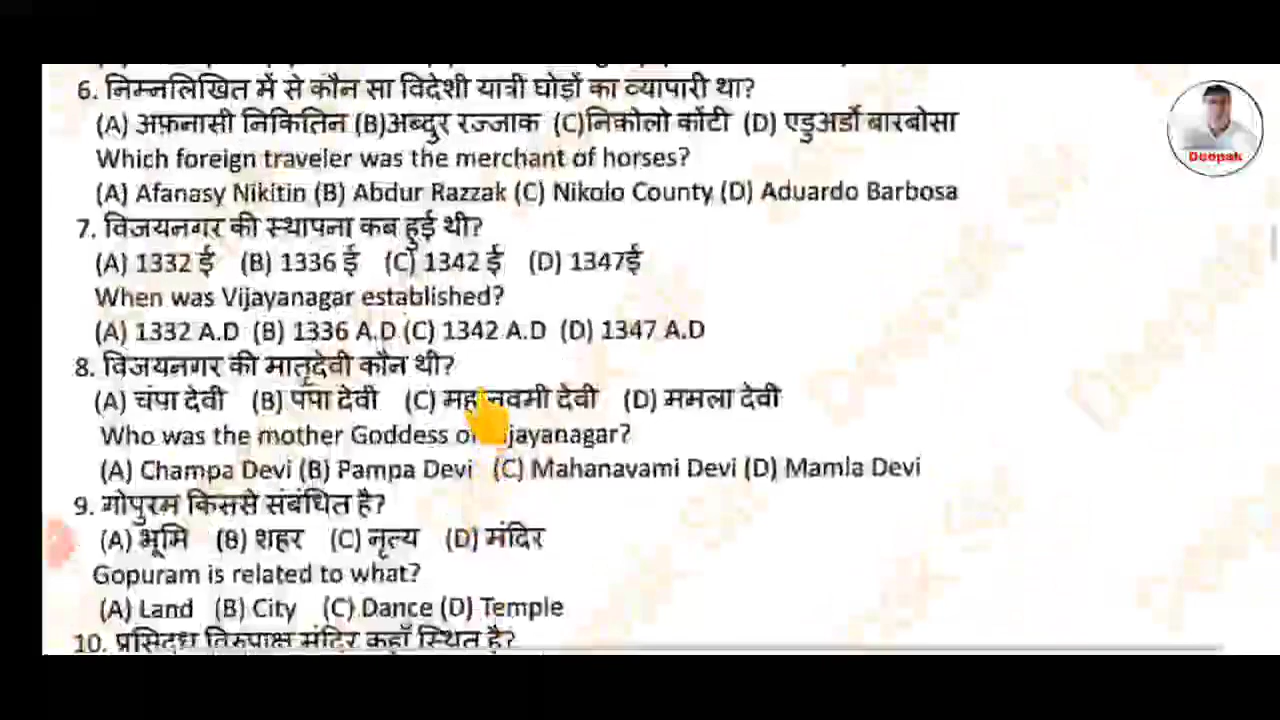 6. निम्नलिखित में से कौन सा विदेशी यात्री घोड़ों का व्यापारी था?
(A) अफ़नासी निकितिन (B)अब्दुर रज्जाक (C)निकोलो कोंटी (D) एडुअर्डो बारबोसा
Which foreign traveler was the merchant of horses?
(A) Afanasy Nikitin (B) Abdur Razzak (C) Nikolo County (D) Aduardo Barbosa
7. विजयनगर की स्थापना कब हुई थी?
(A) 1332 ई (B) 1336 ई (C) 1342 ई (D) 1347ई
When was Vijayanagar established?
(A) 1332 A.D (B) 1336 A.D (C) 1342 A.D (D) 1347 A.D
8. विजयनगर की मातृदेवी कौन थी?
(A) चंपा देवी (B) पंपा देवी (C) देवी (D) ममला देवी
Who was the mother Goddess
(A) Champa Devi (B) Pampa Devi (C) Mahanavami Devi (D) Mamla Devi
9. गोपुरम किससे संबंधित है?
(A) भूमि (B) शहर (C) नृत्य (D) मंदिर
Gopuram is related to what?
(A) Land (B) City (C) Dance (D) Temple
10. प्रसिद्ध विरुपाक्ष मंदिर कहाँ स्थित है?
Deepak